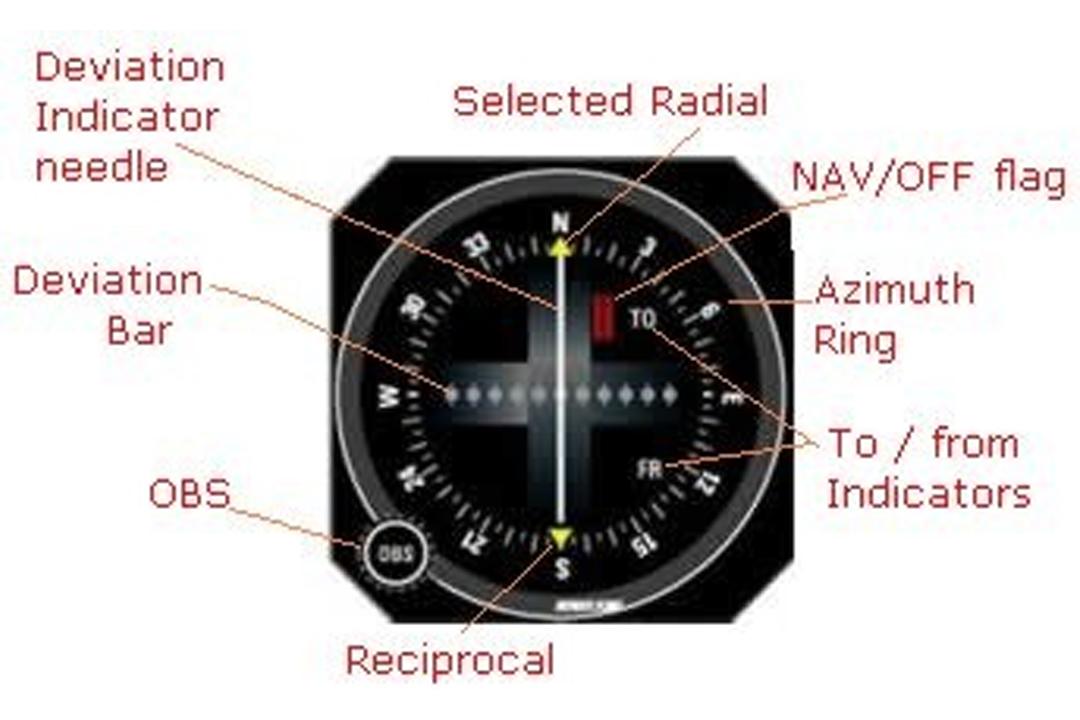 Deviation
Indicator
needle
Selected Radial
NAV/OFF flag
N
33
3
Deviation
Bar
30
6
Azimuth
Ring
TO
W
E
To / from
Indicators
FR
24
12
OBS
21
15
OBS
S
Reciprocal